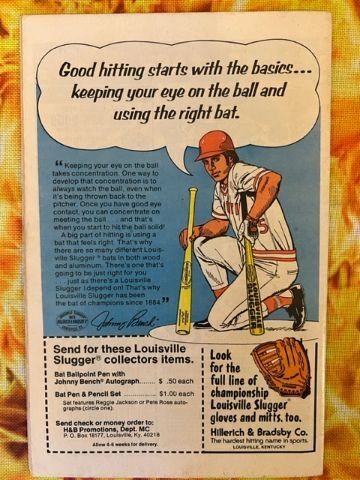 Good hitting starts with the basics...
keeping your eye on the ball and
using the right bat.
“Keeping your eye on the ball
takes concentration. One way to
develop that concentration is to
always watch the ball, even when
it's being thrown back to the
pitcher. Once you have good eye
contact, you can concentrate on
meeting the ball . . . and that's
when you start to hit the ball solid!
A big part of hitting is using a
bat that feels right. That's why
there are so many different Louis-
ville Slugger® bats in both wood
and aluminum. There's one that's
going to be just right for you
. . . just as there's a Louisville
Slugger I depend on! That's why
Louisville Slugger has been
the bat of champions since 1884.”
Johnny Bench
Send for these Louisville
Slugger® collectors items.
Bat Ballpoint Pen with
Johnny Bench® Autograph........ $ .50 each
Bat Pen & Pencil Set ............ $1.00 each
Set features Reggie Jackson or Pete Rose auto-
graphs (circle one).
Send check or money order to:
H&B Promotions, Dept. MC
P.O. Box 18177, Louisville, Ky. 40218
Allow 4-6 weeks for delivery.
Look
for the
full line of
championship
Louisville Slugger®
gloves and mitts, too.
Hillerich & Bradsby Co.
The hardest hitting name in sports.
LOUISVILLE, KENTUCKY